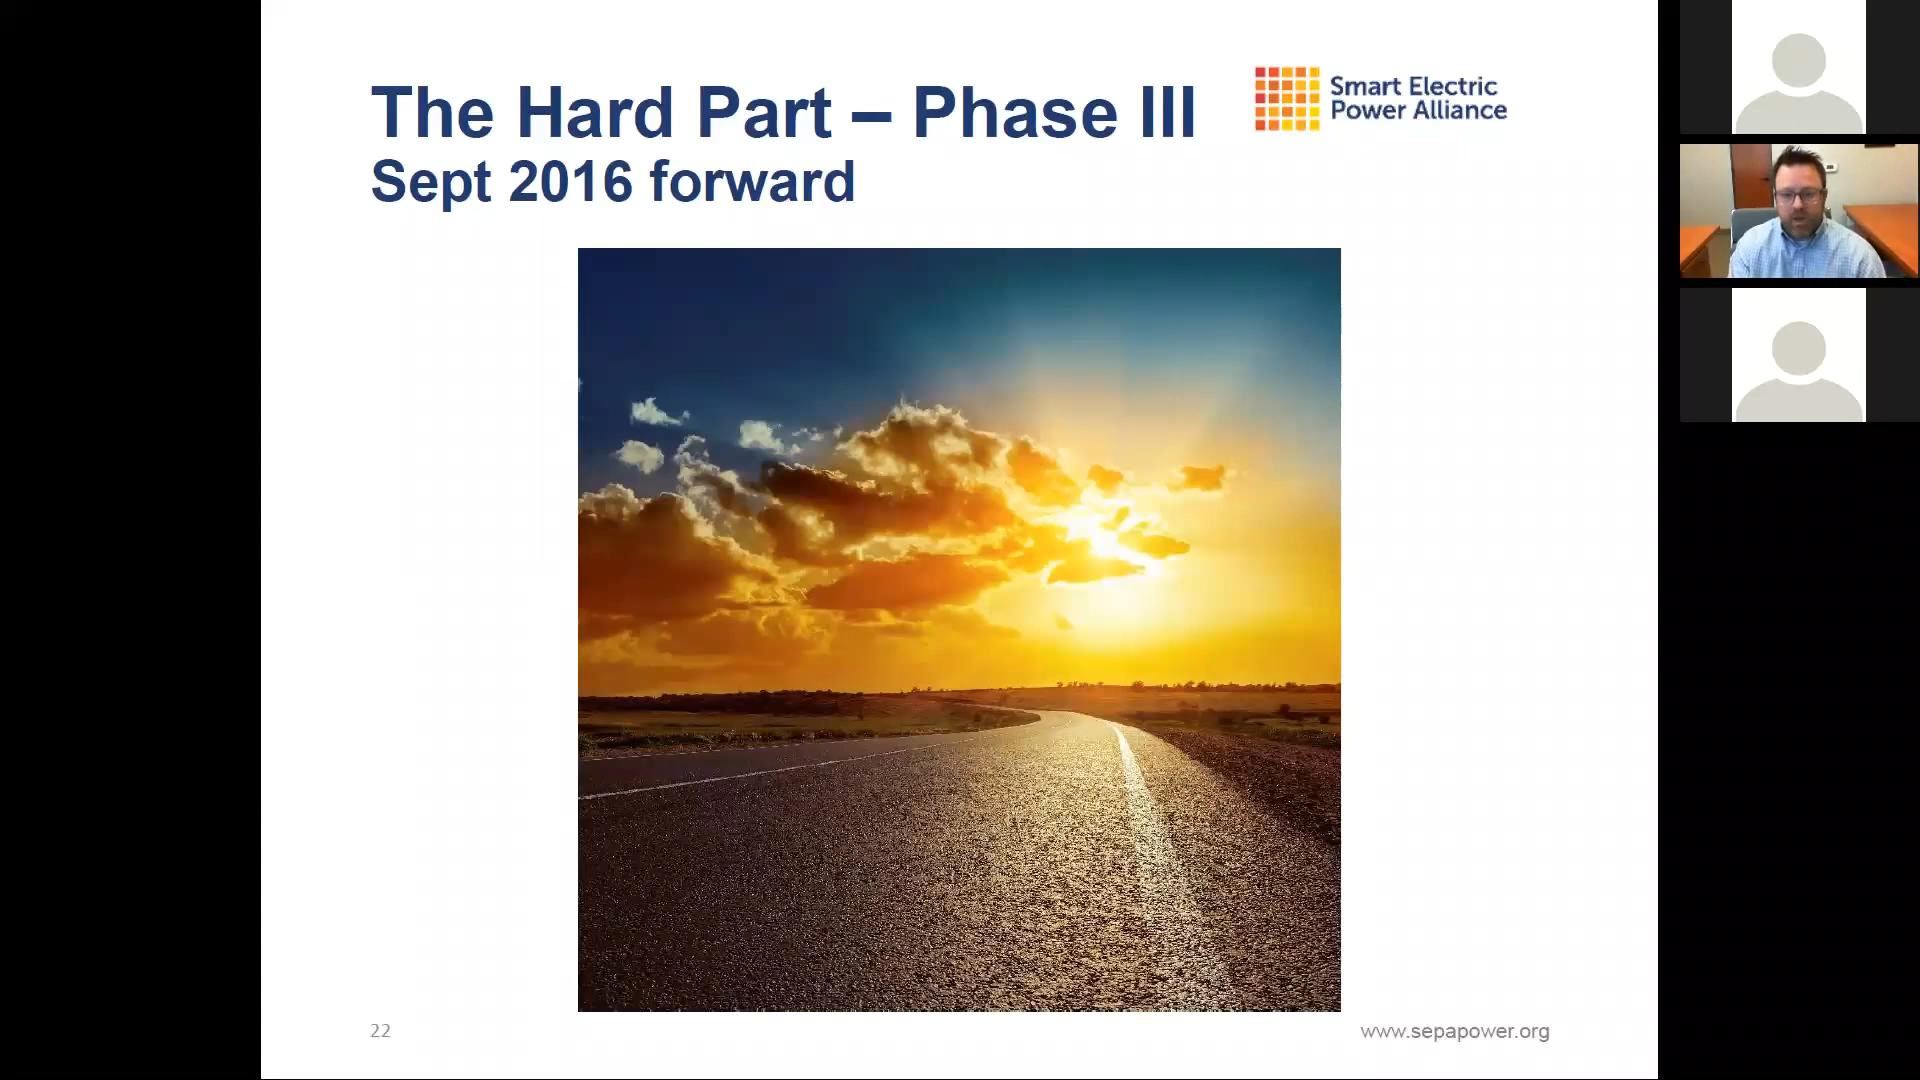 The Hard Part – Phase III
Sept 2016 forward
Smart Electric
Power Alliance
22
www.sepapower.org